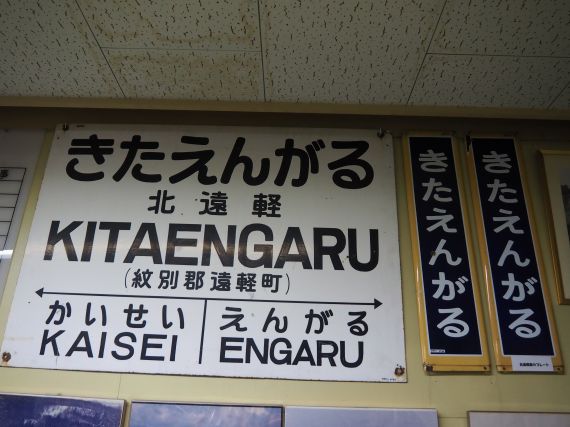 きたえんがる
北遠軽
KITAENGARU
(紋別郡遠軽町)
かいせい
KAISEI
えんがる
ENGARU
きたえんがる
きたえんがる